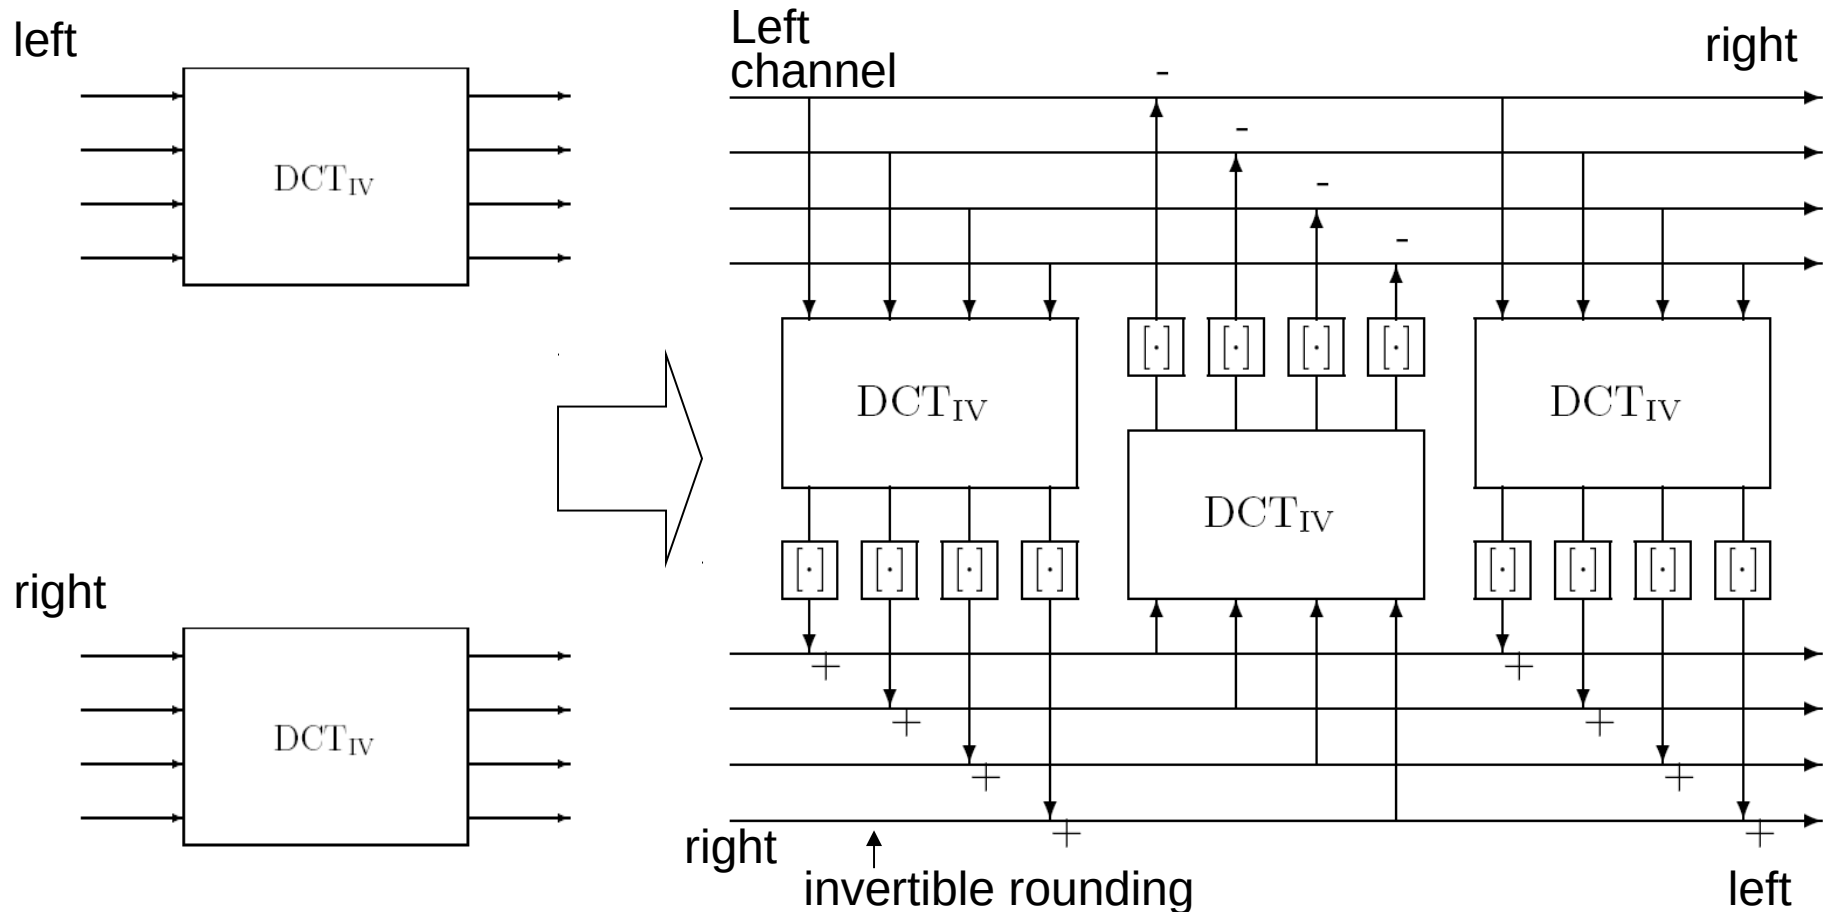 left
DCT_IV
right
DCT_IV
Left
channel
right
-
-
-
-
[·] [·] [·] [·]
DCT_IV
DCT_IV
DCT_IV
[·] [·] [·] [·]
[·] [·] [·] [·]
+
+
+
+
+
+
+
+
right
invertible rounding
left